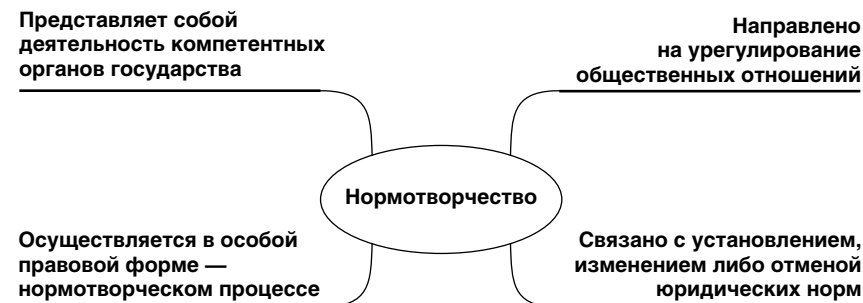 Представляет собой
деятельность компетентных
органов государства
Направлено
на урегулирование
общественных отношений
Нормотворчество
Осуществляется в особой
правовой форме —
нормотворческом процессе
Связано с установлением,
изменением либо отменой
юридических норм